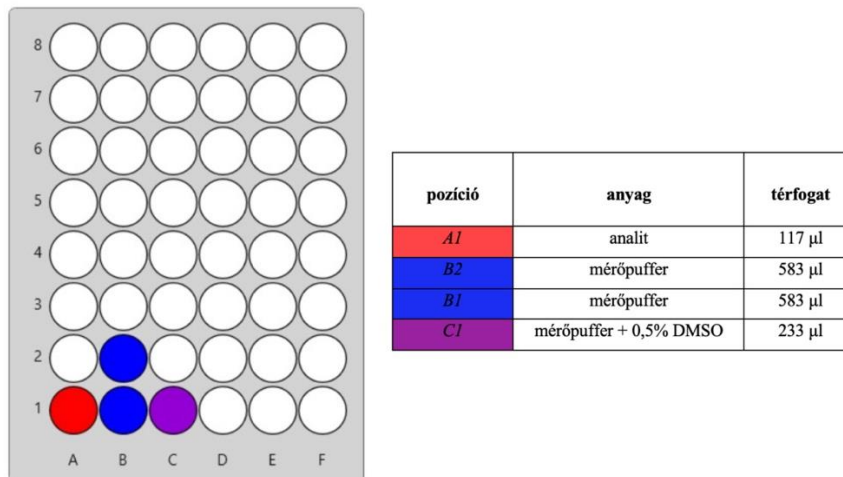 8
7
6
5
4
3
2
1
A B C D E F
pozíció anyag térfogat
A1 analit 117 μl
B2 mérőpuffer 583 μl
B1 mérőpuffer 583 μl
C1 mérőpuffer + 0,5% DMSO 233 μl